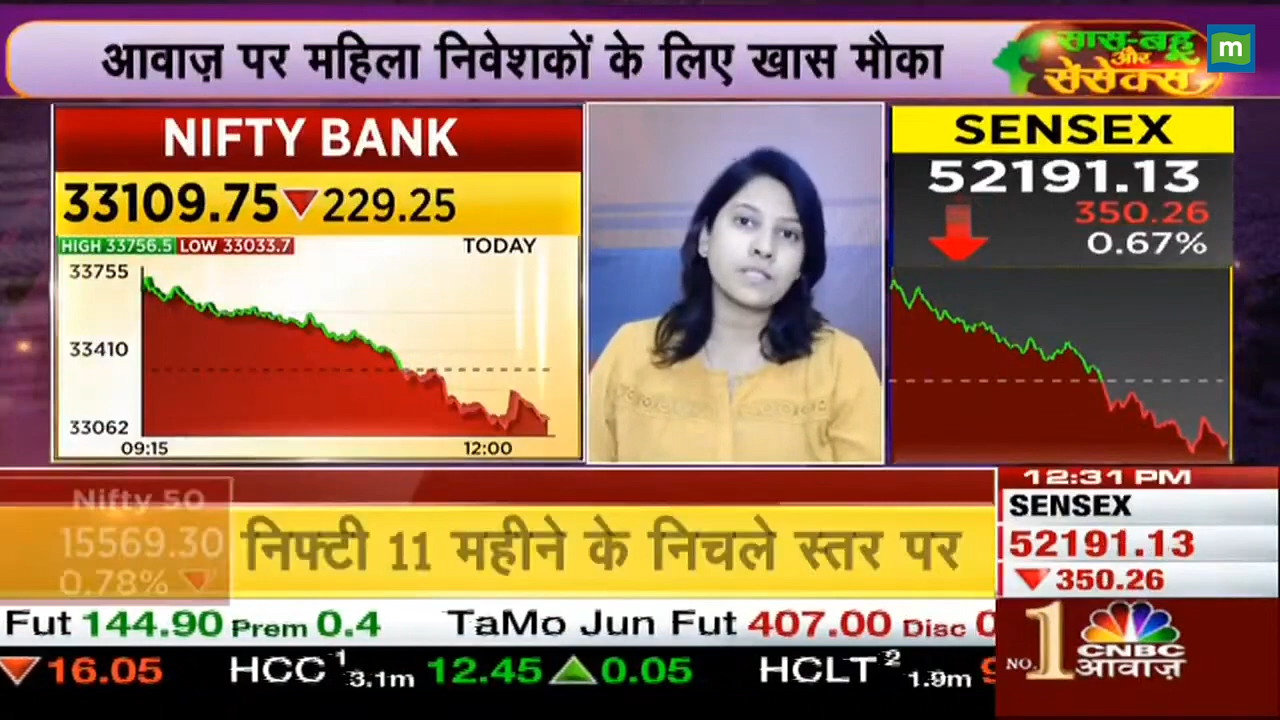 आवाज़ पर महिला निवेशकों के लिए खास मौका
सास-बहू
और
सेंसेक्स
m
NIFTY BANK
33109.75 229.25
HIGH 33756.5 LOW 33033.7
TODAY
33755
33410
33062
09:15 12:00
SENSEX
52191.13
350.26
0.67%
Nifty 50
15569.30
0.78%
निफ्टी 11 महीने के निचले स्तर पर
12:31 PM
SENSEX
52191.13
350.26
Fut 144.90 Prem 0.4 TaMo Jun Fut 407.00 Disc
16.05 HCC 1 3.1m 12.45 0.05 HCLT 2 1.9m
NO.1
CNBC
आवाज़